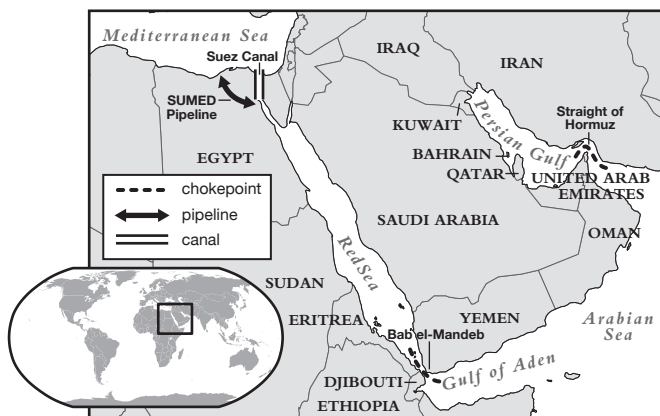 Mediterranean Sea
Suez Canal
IRAQ
IRAN
SUMED
Pipeline
KUWAIT
Persian Gulf
Straight of
Hormuz
EGYPT
BAHRAIN
QATAR
UNITED ARAB
EMIRATES
chokepoint
pipeline
canal
SAUDI ARABIA
OMAN
Red Sea
SUDAN
ERITREA
YEMEN
Arabian
Sea
Bab el-Mandeb
Gulf of Aden
DJIBOUTI
ETHIOPIA